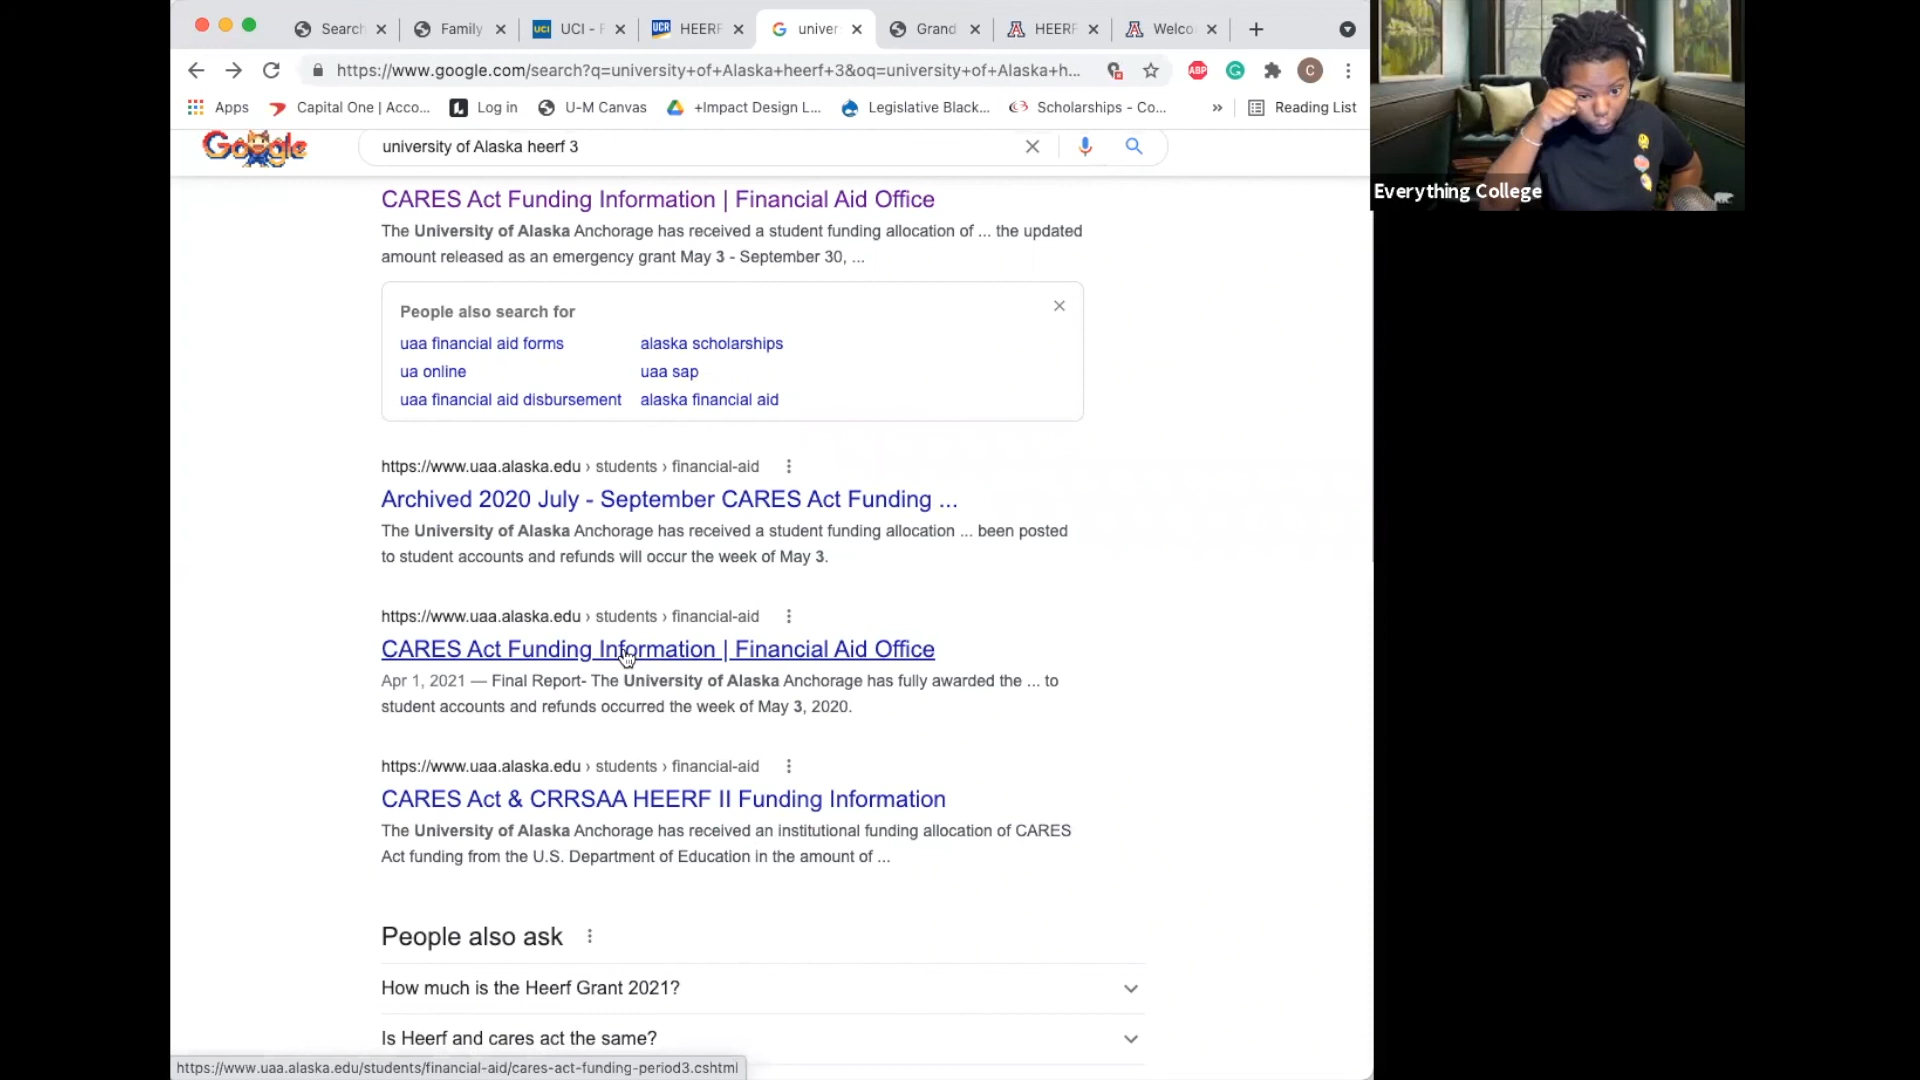 Search
Family
UCI - F
HEERF
univer
Grand
HEERF
Welco
https://www.google.com/search?q=university+of+Alaska+heerf+3&oq=university+of+Alaska+h...
ABP
C
Apps
Capital One | Acco...
Log in
U-M Canvas
+Impact Design L...
Legislative Black...
Scholarships - Co...
»
Reading List
Google
university of Alaska heerf 3
CARES Act Funding Information | Financial Aid Office
The University of Alaska Anchorage has received a student funding allocation of ... the updated
amount released as an emergency grant May 3 - September 30, ...
People also search for
uaa financial aid forms
alaska scholarships
ua online
uaa sap
uaa financial aid disbursement
alaska financial aid
https://www.uaa.alaska.edu › students › financial-aid
Archived 2020 July - September CARES Act Funding ...
The University of Alaska Anchorage has received a student funding allocation ... been posted
to student accounts and refunds will occur the week of May 3.
https://www.uaa.alaska.edu › students › financial-aid
CARES Act Funding Information | Financial Aid Office
Apr 1, 2021 — Final Report- The University of Alaska Anchorage has fully awarded the ... to
student accounts and refunds occurred the week of May 3, 2020.
https://www.uaa.alaska.edu › students › financial-aid
CARES Act & CRRSAA HEERF II Funding Information
The University of Alaska Anchorage has received an institutional funding allocation of CARES
Act funding from the U.S. Department of Education in the amount of ...
People also ask
How much is the Heerf Grant 2021?
Is Heerf and cares act the same?
https://www.uaa.alaska.edu/students/financial-aid/cares-act-funding-period3.cshtml
Everything College